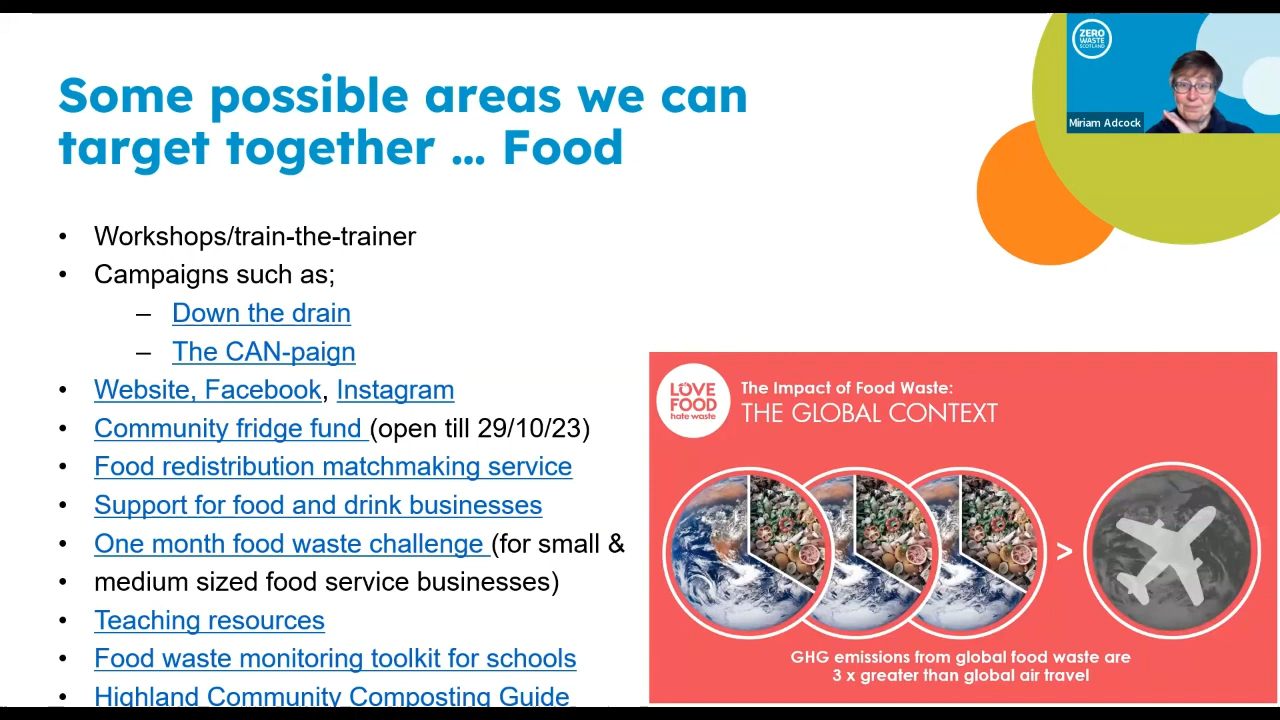 Some possible areas we can
target together ... Food
• Workshops/train-the-trainer
• Campaigns such as;
– Down the drain
– The CAN-paign
• Website, Facebook, Instagram
• Community fridge fund (open till 29/10/23)
• Food redistribution matchmaking service
• Support for food and drink businesses
• One month food waste challenge (for small &
• medium sized food service businesses)
• Teaching resources
• Food waste monitoring toolkit for schools
• Highland Community Composting Guide
ZERO
WASTE
SCOTLAND
Miriam Adcock
LOVE
FOOD
hate waste
The Impact of Food Waste:
THE GLOBAL CONTEXT
>
GHG emissions from global food waste are
3 x greater than global air travel